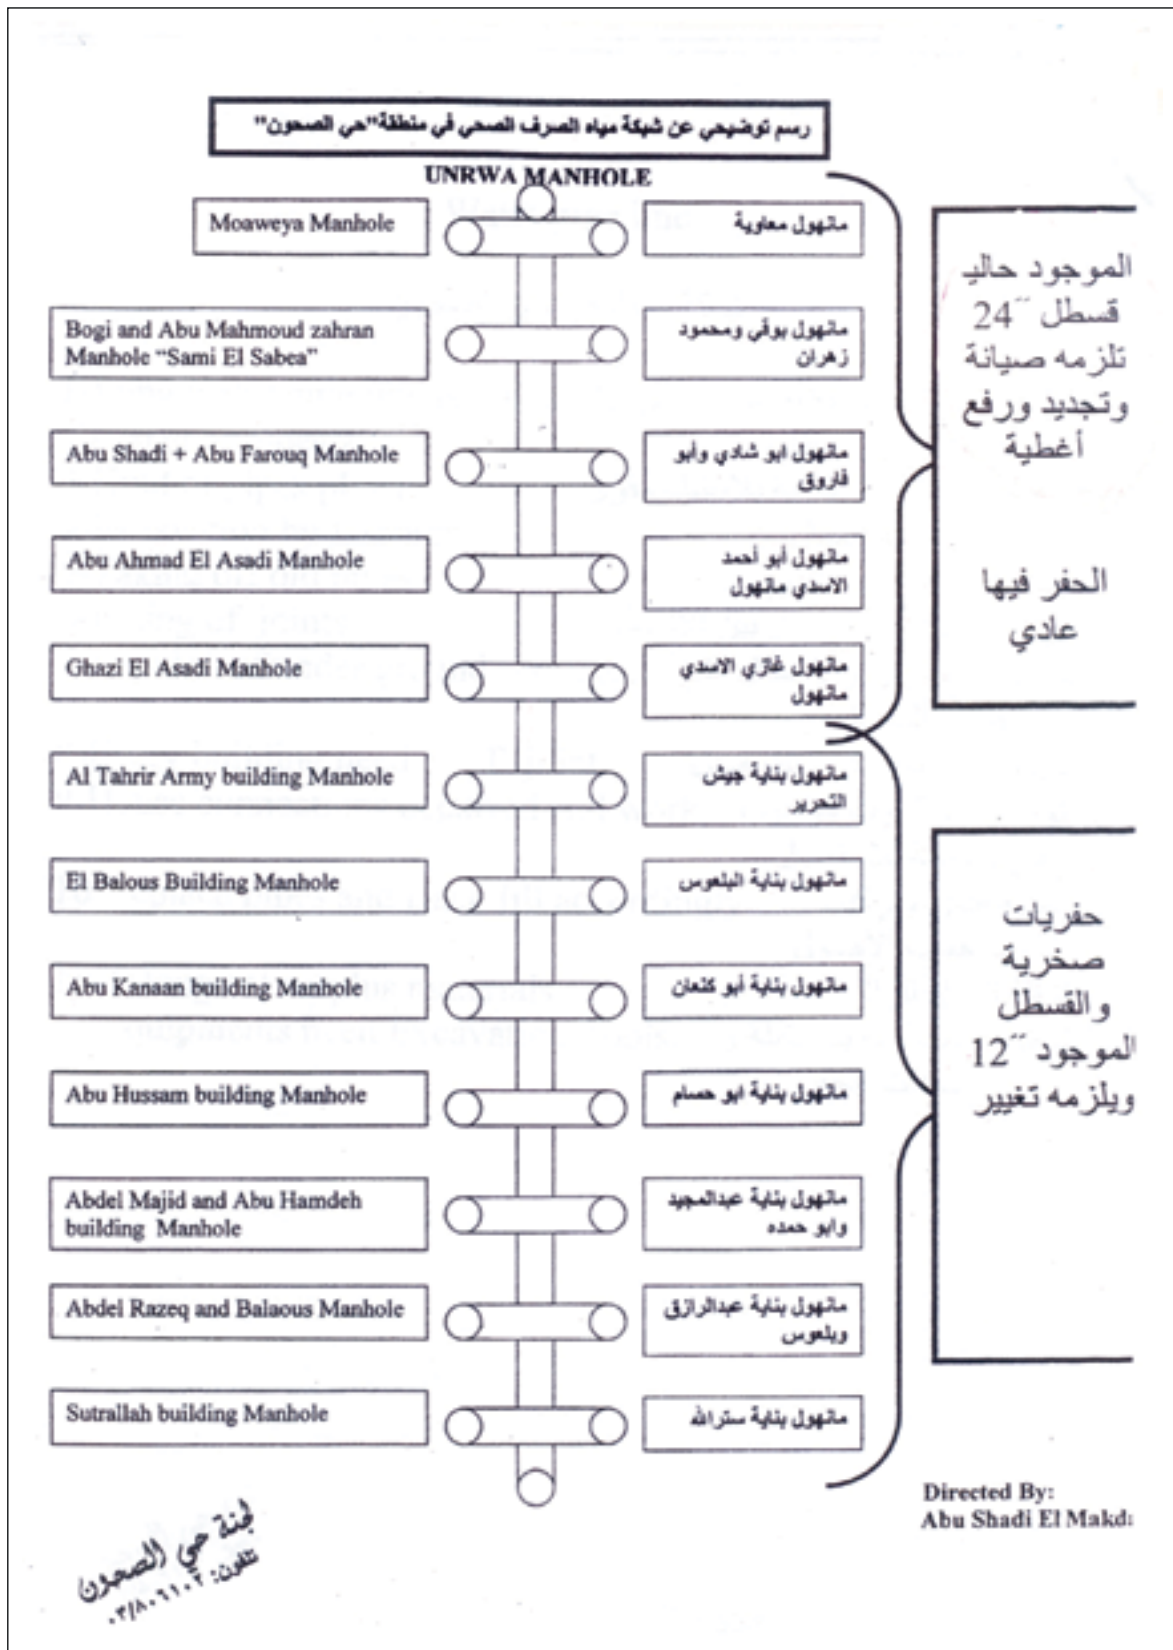 رسم توضيحي عن شبكة مياه الصرف الصحي في منطقة"حي الصحون"
UNRWA MANHOLE
Moaweya Manhole
مانهول معاوية
Bogi and Abu Mahmoud zahran
Manhole “Sami El Sabea”
مانهول بوقي ومحمود
زهران
Abu Shadi + Abu Farouq Manhole
مانهول ابو شادي وأبو
فاروق
Abu Ahmad El Asadi Manhole
مانهول أبو أحمد
الاسدي مانهول
Ghazi El Asadi Manhole
مانهول غازي الاسدي
مانهول
Al Tahrir Army building Manhole
مانهول بناية جيش
التحرير
El Balous Building Manhole
مانهول بناية البلعوس
Abu Kanaan building Manhole
مانهول بناية أبو كنعان
Abu Hussam building Manhole
مانهول بناية ابو حسام
Abdel Majid and Abu Hamdeh
building Manhole
مانهول بناية عبدالمجيد
وابو حمده
Abdel Razeq and Balaous Manhole
مانهول بناية عبدالرازق
وبلعوس
Sutrallah building Manhole
مانهول بناية سترالله
الموجود حاليـ
قسطل ˝24
تلزمه صيانة
وتجديد ورفع
أغطية
الحفر فيها
عادي
حفريات
صخرية
والقسطل
الموجود ˝12
ويلزمه تغيير
Directed By:
Abu Shadi El Makd
لجنة حي الصحون
تلفون: ٠٣/٨٠٦١٠٢